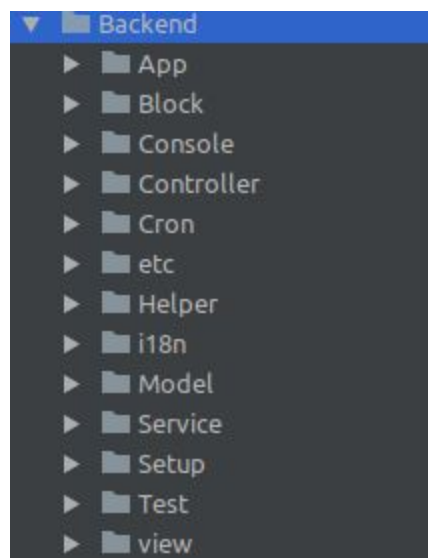 Backend
App
Block
Console
Controller
Cron
etc
Helper
i18n
Model
Service
Setup
Test
view